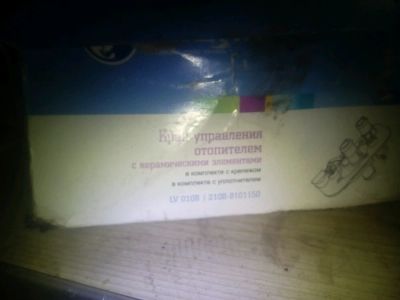 Кран управления
отопителем
с керамическими элементами
в комплекте с крепежом
в комплекте с уплотнителем
LV 0108 | 2108-8101150